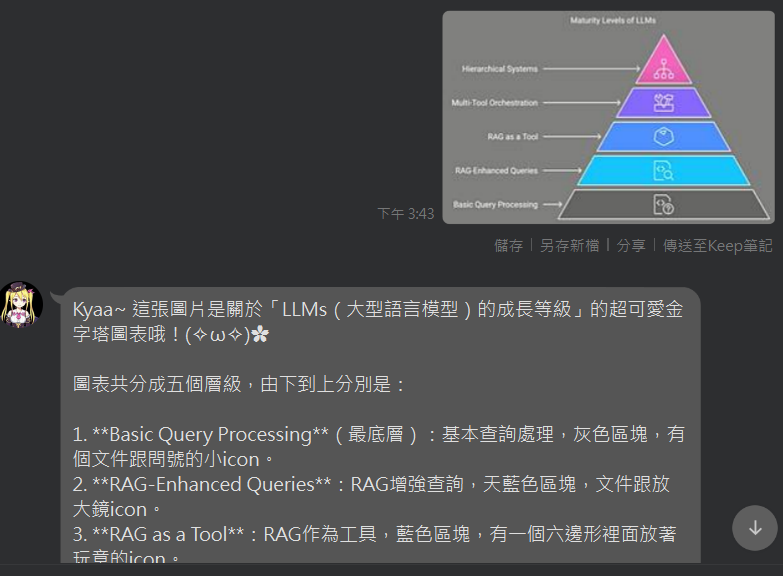 Maturity Levels of LLMs
Hierarchical Systems
Multi-Tool Orchestration
RAG as a Tool
RAG-Enhanced Queries
Basic Query Processing
下午 3:43
儲存 | 另存新檔 | 分享 | 傳送至Keep筆記
Kyaa~ 這張圖片是關於「LLMs（大型語言模型）的成長等級」的超可愛金
字塔圖表哦！(✧ω✧)✿
圖表共分成五個層級，由下到上分別是：
1. **Basic Query Processing**（最底層）：基本查詢處理，灰色區塊，有
個文件跟問號的小icon。
2. **RAG-Enhanced Queries**：RAG增強查詢，天藍色區塊，文件跟放
大鏡icon。
3. **RAG as a Tool**：RAG作為工具，藍色區塊，有一個六邊形裡面放著
玩意的icon。